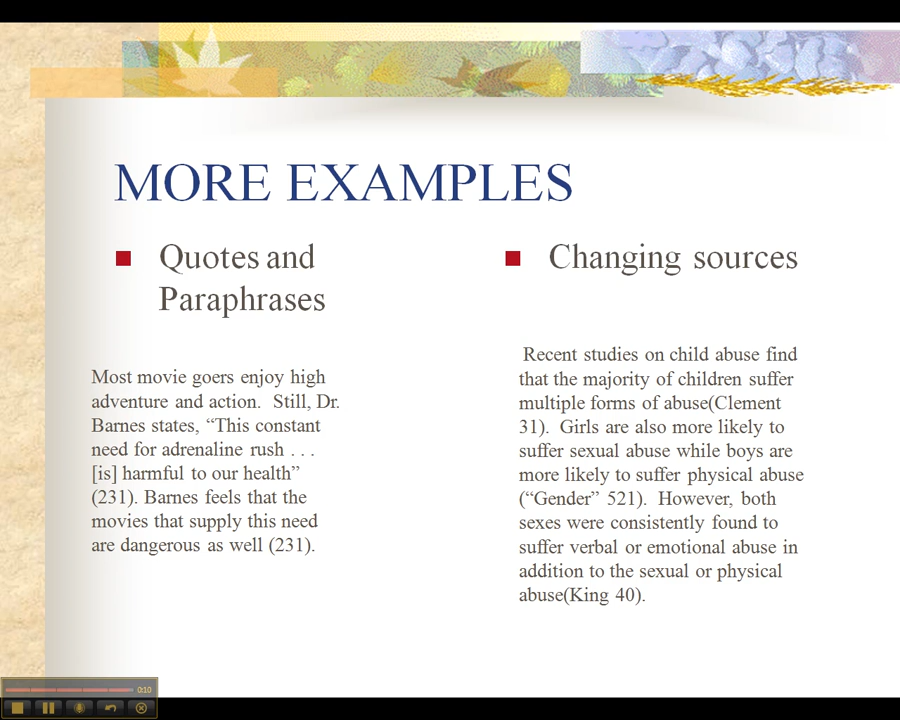 MORE EXAMPLES
Quotes and
Paraphrases
Most movie goers enjoy high
adventure and action.  Still, Dr.
Barnes states, “This constant
need for adrenaline rush . . .
[is] harmful to our health”
(231). Barnes feels that the
movies that supply this need
are dangerous as well (231).
Changing sources
Recent studies on child abuse find
that the majority of children suffer
multiple forms of abuse(Clement
31).  Girls are also more likely to
suffer sexual abuse while boys are
more likely to suffer physical abuse
(“Gender” 521).  However, both
sexes were consistently found to
suffer verbal or emotional abuse in
addition to the sexual or physical
abuse(King 40).
0:10